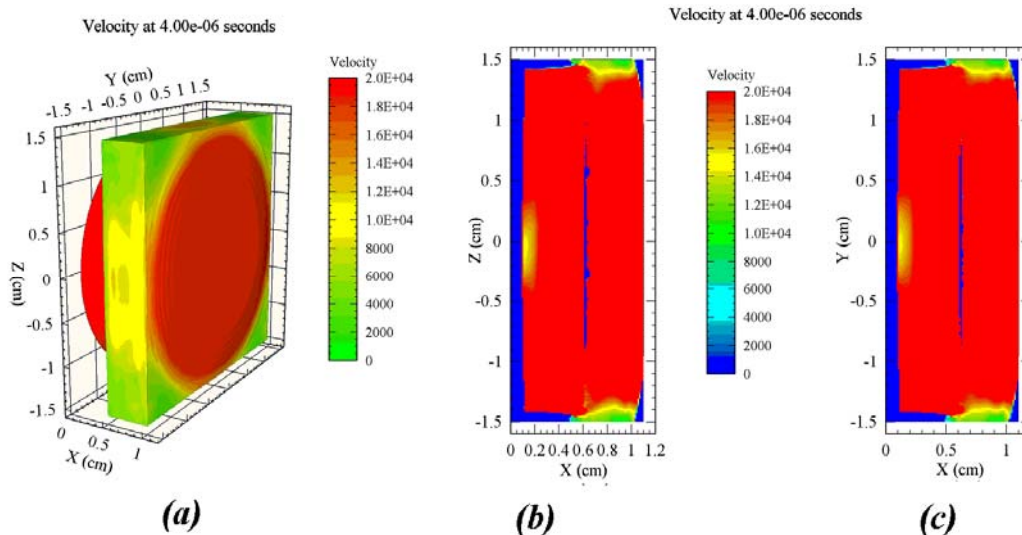 Velocity at 4.00e-06 seconds
Y (cm)
-1.5 -1 -0.5 0 0.5 1 1.5
1.5
1
0.5
0
-0.5
-1
-1.5
Z (cm)
0 0.5 1
X (cm)
Velocity
2.0E+04
1.8E+04
1.6E+04
1.4E+04
1.2E+04
1.0E+04
8000
6000
4000
2000
0
(a)
Velocity at 4.00e-06 seconds
1.5
1
0.5
0
-0.5
-1
-1.5
Z (cm)
0 0.2 0.4 0.6 0.8 1 1.2
X (cm)
(b)
Velocity
2.0E+04
1.8E+04
1.6E+04
1.4E+04
1.2E+04
1.0E+04
8000
6000
4000
2000
0
1.5
1
0.5
0
-0.5
-1
-1.5
Y (cm)
0 0.5 1
X (cm)
(c)